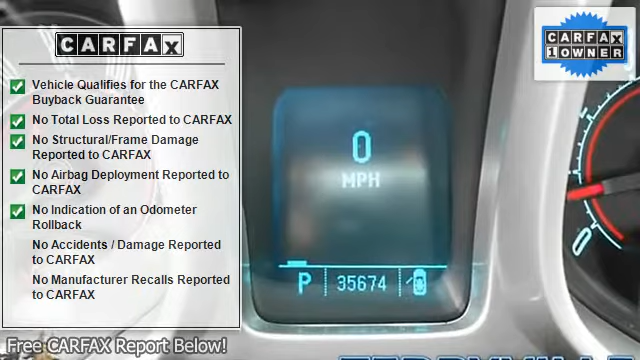 CARFAX
Vehicle Qualifies for the CARFAX
Buyback Guarantee
No Total Loss Reported to CARFAX
No Structural/Frame Damage
Reported to CARFAX
No Airbag Deployment Reported to
CARFAX
No Indication of an Odometer
Rollback
No Accidents / Damage Reported
to CARFAX
No Manufacturer Recalls Reported
to CARFAX
Free CARFAX Report Below!
CARFAX
1 OWNER
0
MPH
P 35674